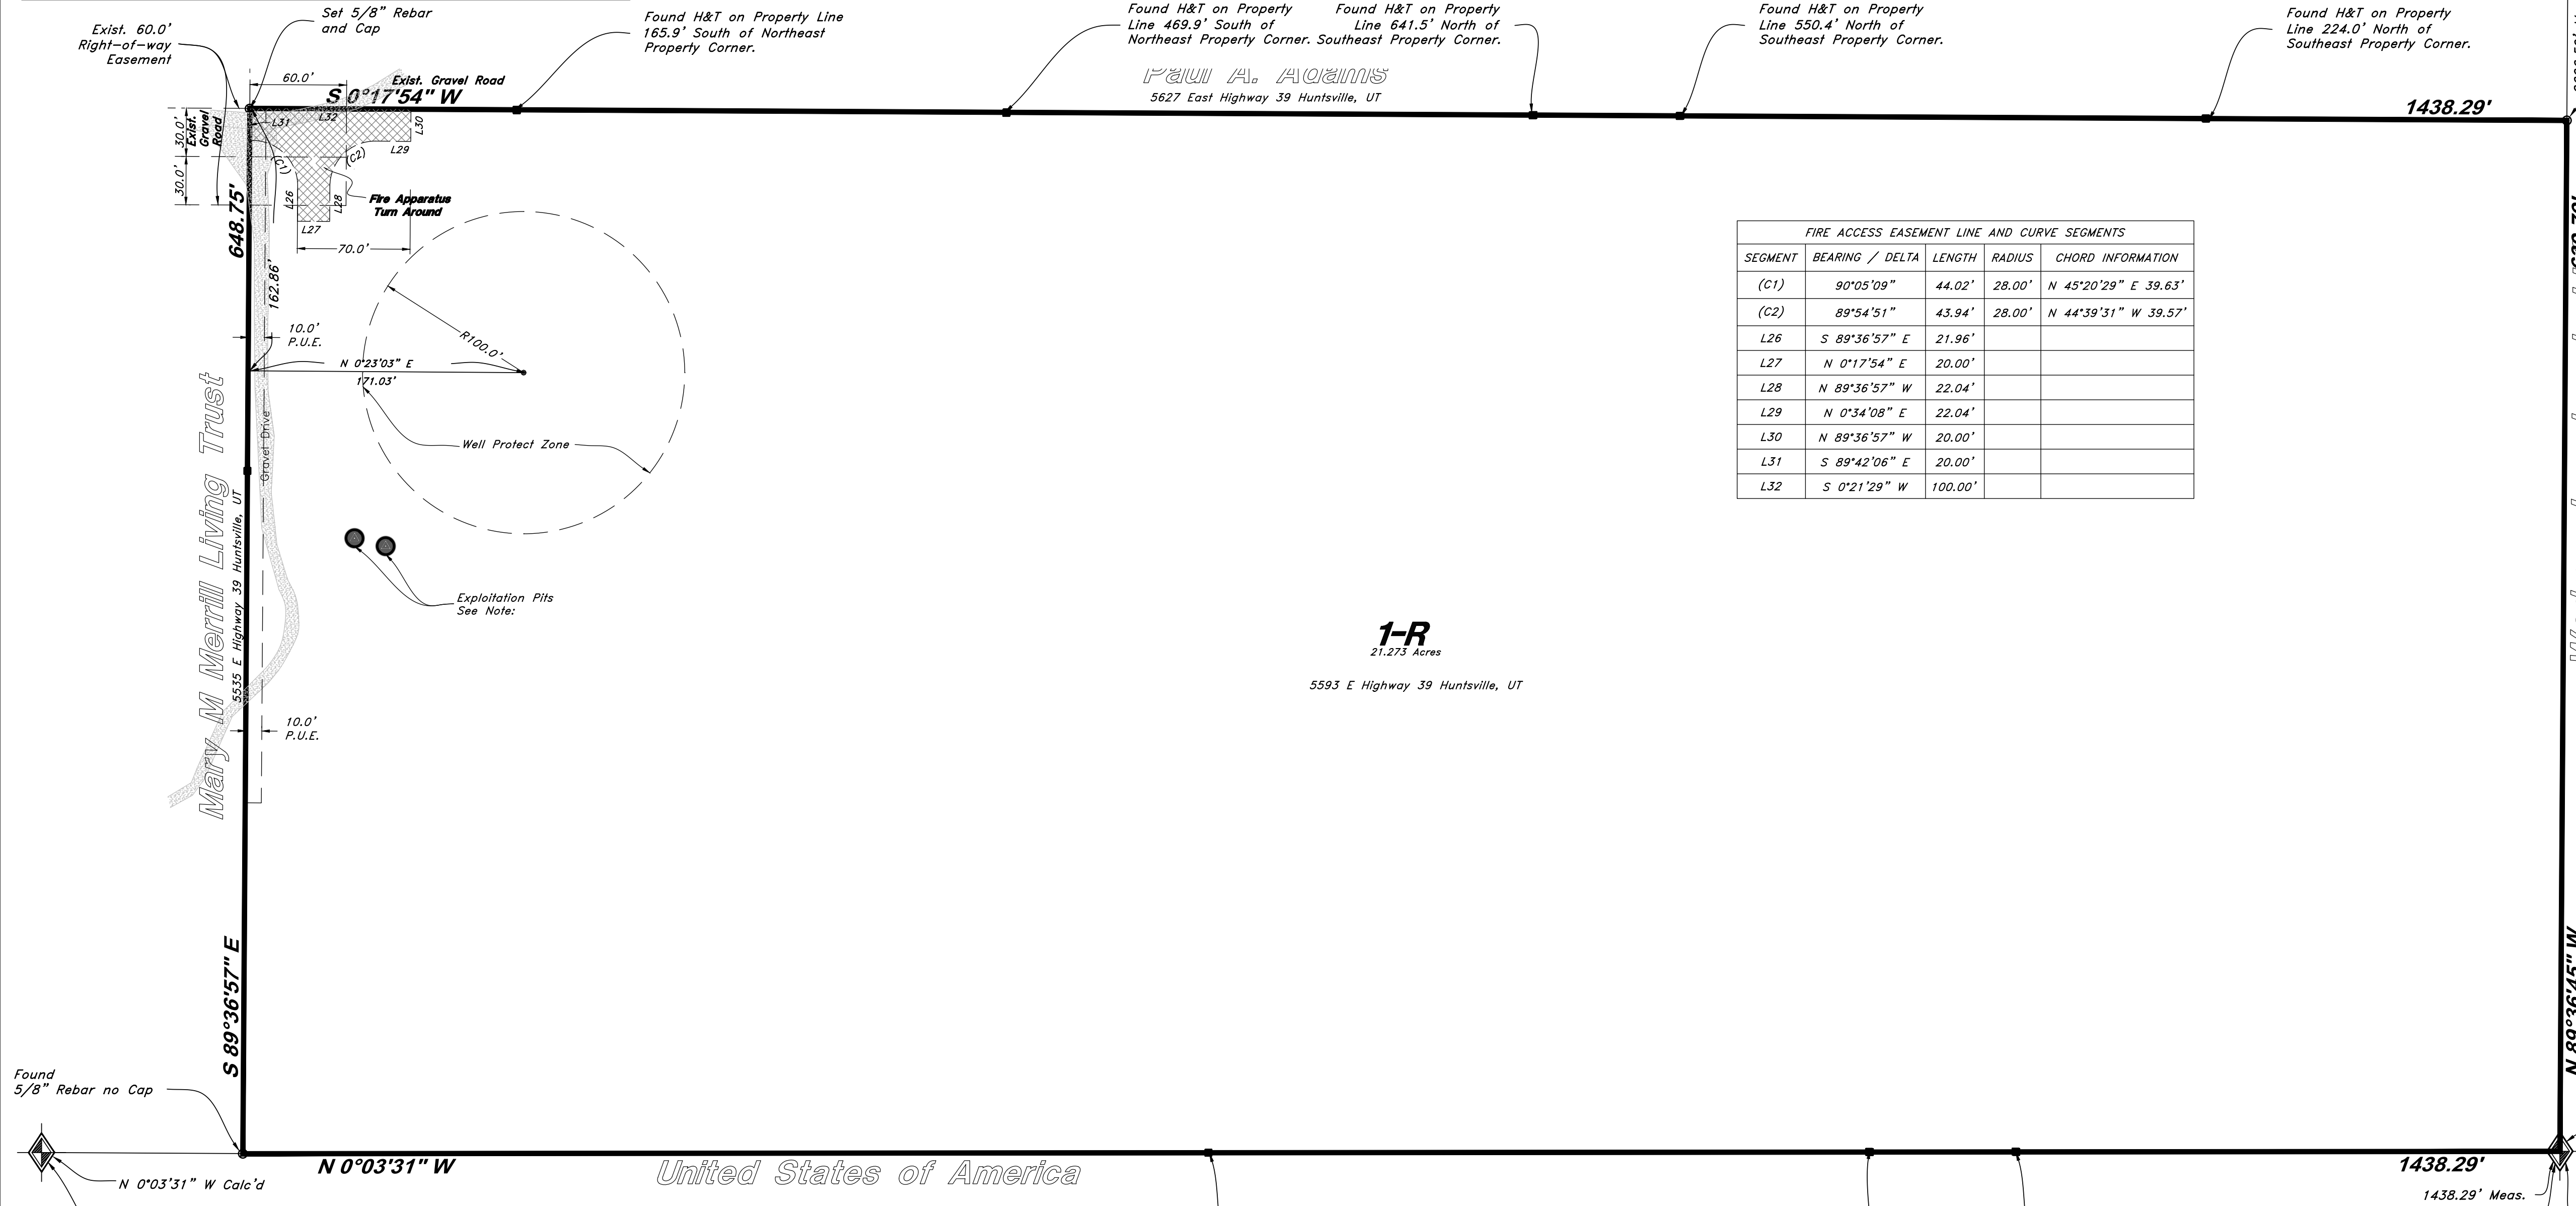 Set 5/8" Rebar
and Cap
Exist. 60.0'
Right-of-way
Easement
Found H&T on Property Line
165.9' South of Northeast
Property Corner.
Found H&T on Property
Line 469.9' South of
Northeast Property Corner.
Found H&T on Property
Line 641.5' North of
Southeast Property Corner.
Found H&T on Property
Line 550.4' North of
Southeast Property Corner.
Found H&T on Property
Line 224.0' North of
Southeast Property Corner.
60.0'
Exist. Gravel Road
S 0°17'54" W
Paul A. Adams
5627 East Highway 39 Huntsville, UT
1438.29'
30.0'
30.0'
Exist.
Gravel
Road
L31
L32
L30
L29
(C1)
(C2)
L26
L28
L27
Fire Apparatus
Turn Around
70.0'
648.75'
162.86'
10.0'
P.U.E.
R100.0'
N 0°23'03" E
171.03'
Well Protect Zone
Gravel Drive
Mary M Merrill Living Trust
5535 E Highway 39 Huntsville, UT
Exploitation Pits
See Note:
10.0'
P.U.E.
FIRE ACCESS EASEMENT LINE AND CURVE SEGMENTS
SEGMENT BEARING / DELTA LENGTH RADIUS CHORD INFORMATION
(C1) 90°05'09" 44.02' 28.00' N 45°20'29" E 39.63'
(C2) 89°54'51" 43.94' 28.00' N 44°39'31" W 39.57'
L26 S 89°36'57" E 21.96'
L27 N 0°17'54" E 20.00'
L28 N 89°36'57" W 22.04'
L29 N 0°34'08" E 22.04'
L30 N 89°36'57" W 20.00'
L31 S 89°42'06" E 20.00'
L32 S 0°21'29" W 100.00'
1-R
21.273 Acres
5593 E Highway 39 Huntsville, UT
S 89°36'57" E
N 89°36'45" W
Found
5/8" Rebar no Cap
N 0°03'31" W
United States of America
1438.29'
N 0°03'31" W Calc'd
1438.29' Meas.